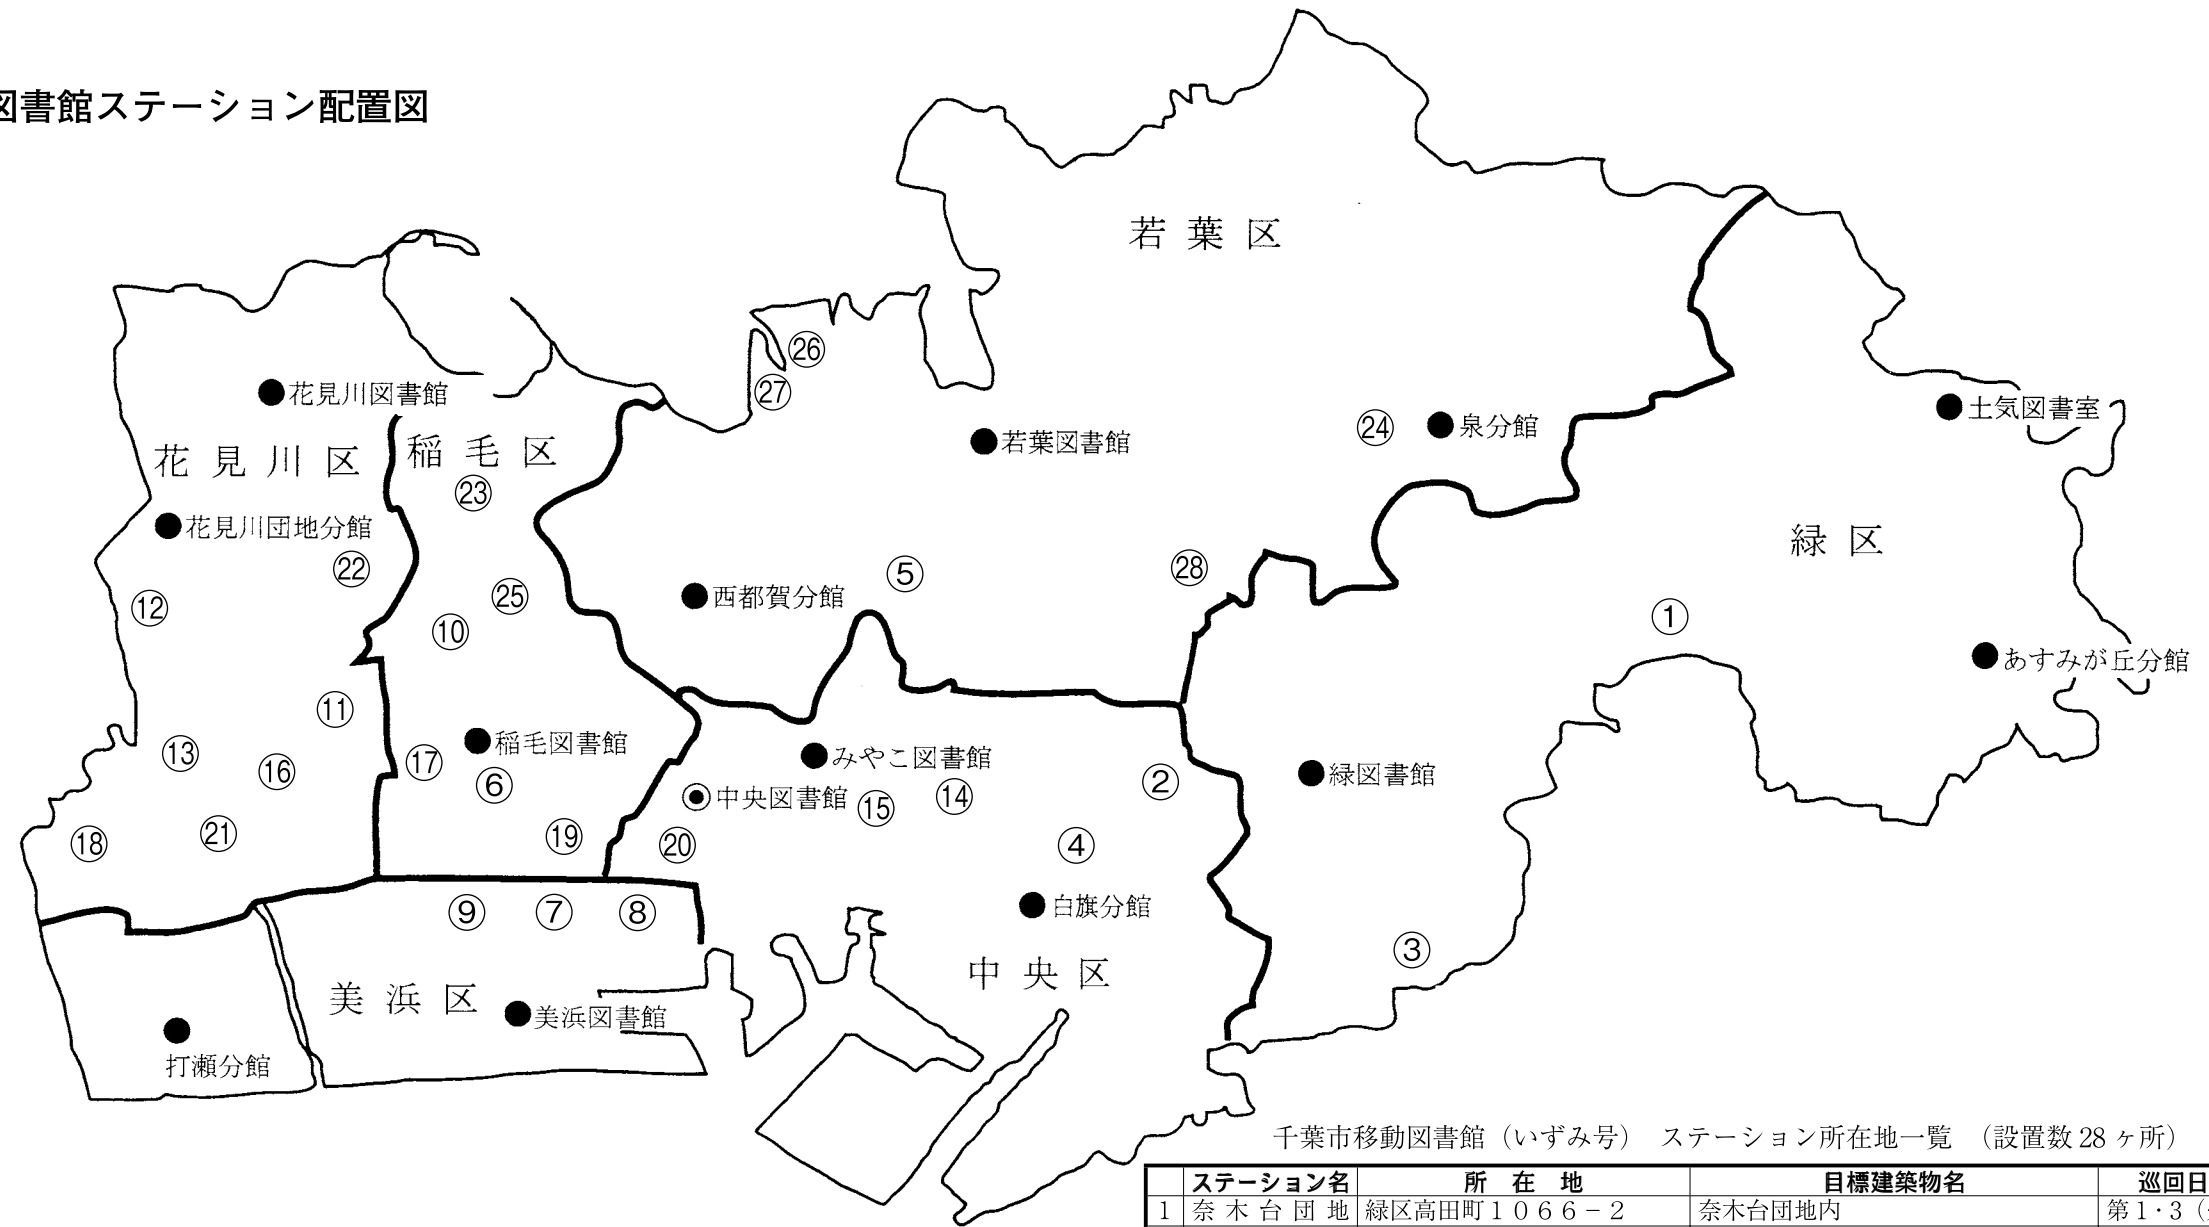 図書館ステーション配置図
若葉区
㉖
㉗
花見川図書館
若葉図書館
㉔
泉分館
土気図書室
花見川区
稲毛区
㉓
花見川団地分館
緑区
㉒
⑤
㉘
⑫
㉕
西都賀分館
①
⑩
あすみが丘分館
⑪
⑬
⑯
⑰
稲毛図書館
⑥
みやこ図書館
中央図書館
⑮
⑭
②
緑図書館
⑱
㉑
⑲
⑳
④
⑨
⑦
⑧
白旗分館
③
中央区
美浜区
美浜図書館
打瀬分館
千葉市移動図書館（いずみ号）　ステーション所在地一覧　（設置数28ヶ所）
ステーション名　所在地　目標建築物名　巡回日
1　奈木台団地　緑区高田町１０６６−２　奈木台団地内　第1・3（